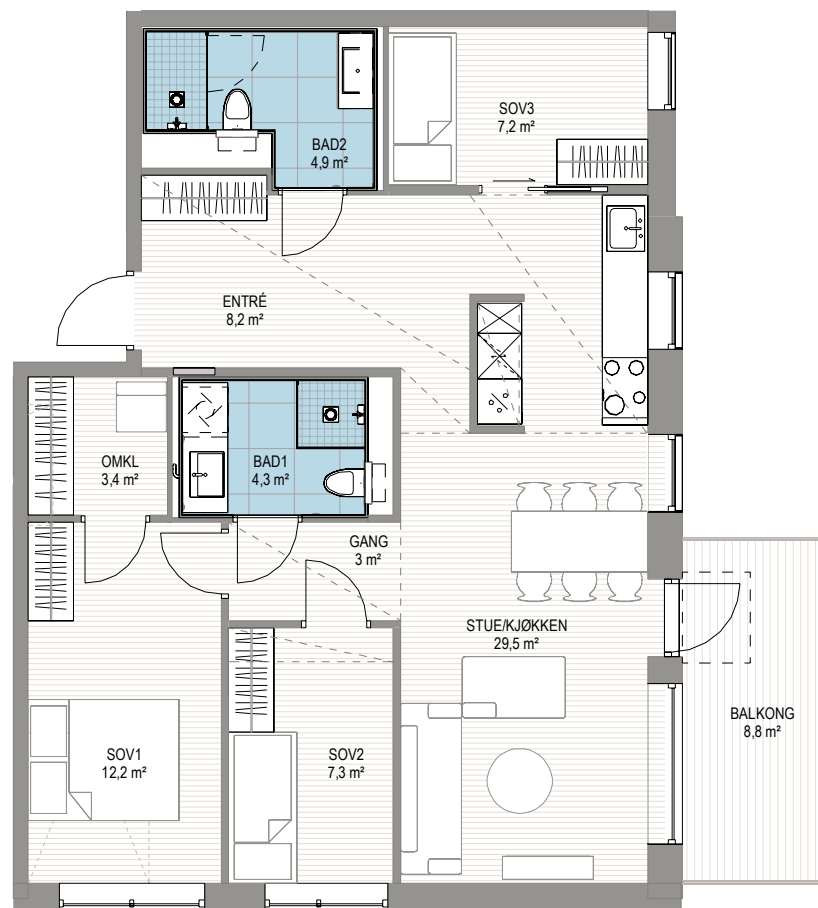 SOV3
7,2 m²
BAD2
4,9 m²
ENTRÉ
8,2 m²
OMKL
3,4 m²
BAD1
4,3 m²
GANG
3 m²
STUE/KJØKKEN
29,5 m²
BALKONG
8,8 m²
SOV1
12,2 m²
SOV2
7,3 m²